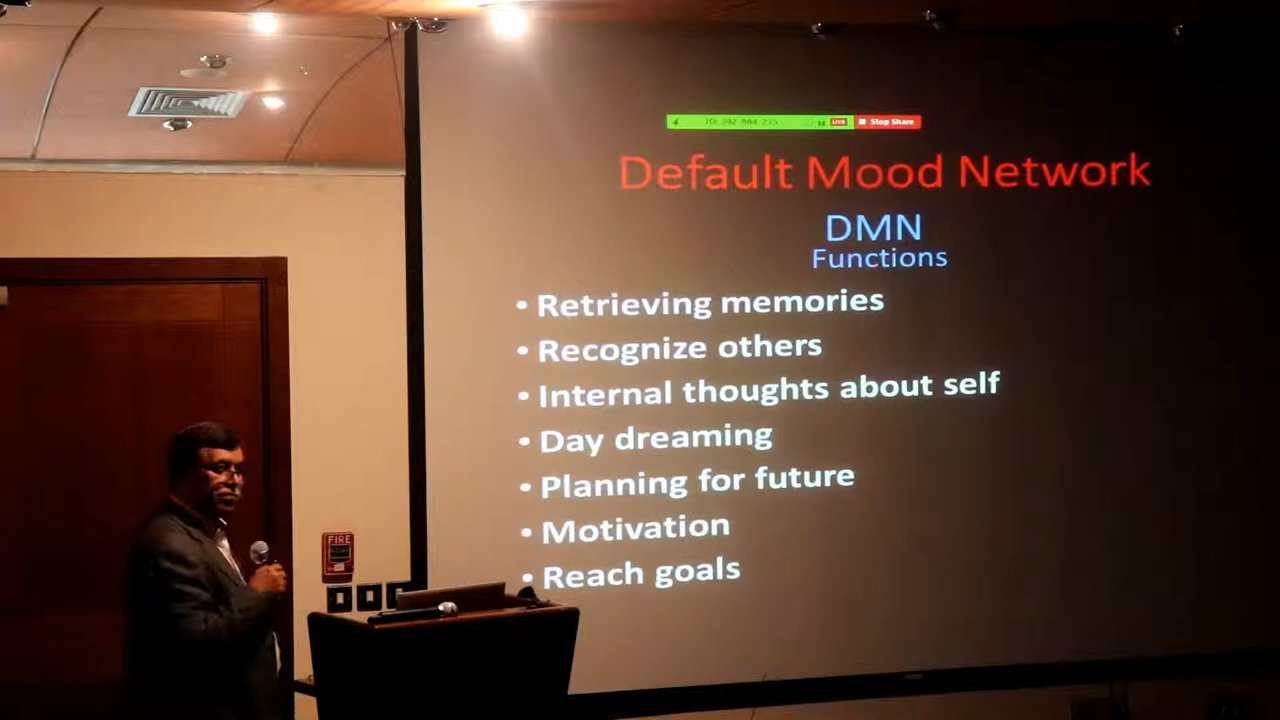 LIVE Stop Share
Default Mood Network
DMN
Functions
• Retrieving memories
• Recognize others
• Internal thoughts about self
• Day dreaming
• Planning for future
• Motivation
• Reach goals
FIRE